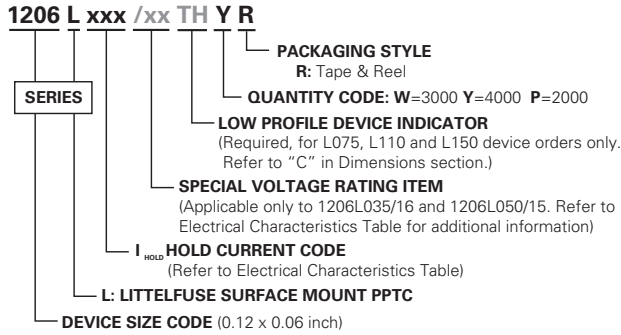 1206 L xxx /xx TH Y R
PACKAGING STYLE
R: Tape & Reel
SERIES
QUANTITY CODE: W=3000 Y=4000 P=2000
LOW PROFILE DEVICE INDICATOR
(Required, for L075, L110 and L150 device orders only.
Refer to “C” in Dimensions section.)
SPECIAL VOLTAGE RATING ITEM
(Applicable only to 1206L035/16 and 1206L050/15. Refer to
Electrical Characteristics Table for additional information)
I HOLD HOLD CURRENT CODE
(Refer to Electrical Characteristics Table)
L: LITTELFUSE SURFACE MOUNT PPTC
DEVICE SIZE CODE (0.12 x 0.06 inch)